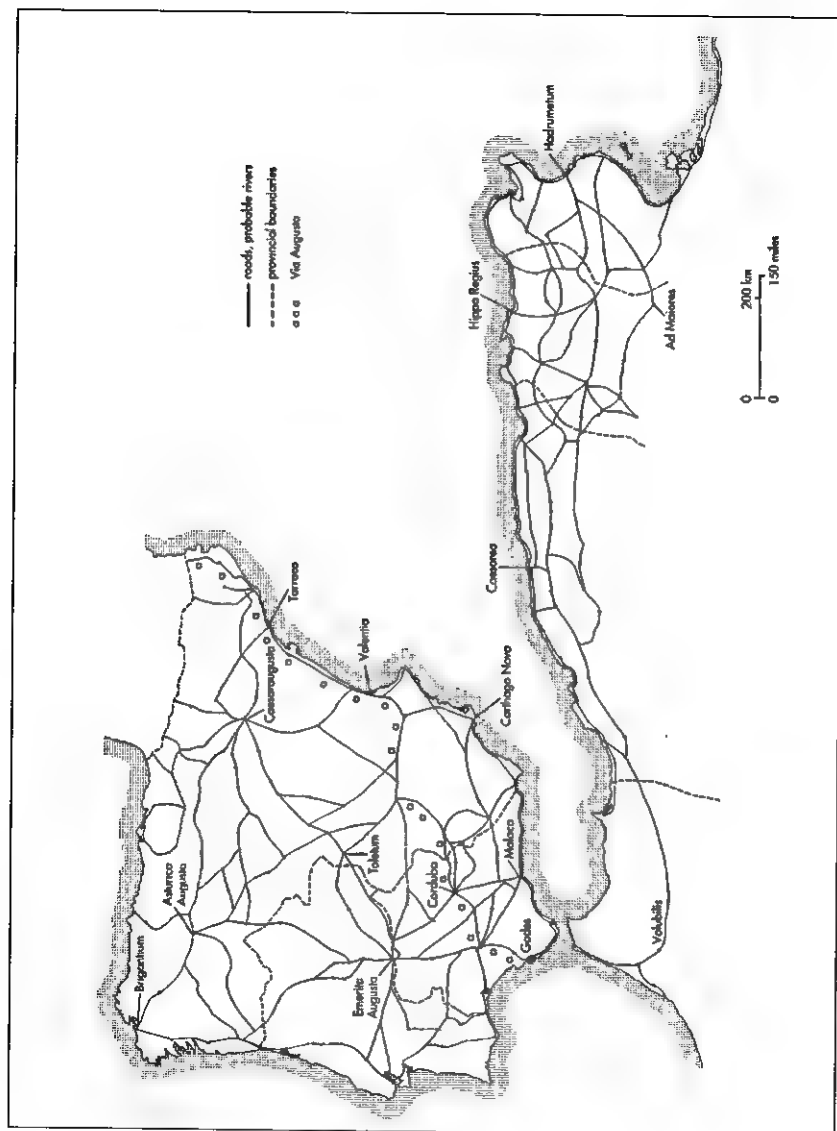 roads, probable rivers
provincial boundaries
a a a Via Augusta
Brigantium
Asturica
Augusta
Caesaraugusta
Tarraco
Valentia
Toletum
Emerita
Augusta
Corduba
Carthago Nova
Malaca
Gades
Volubilis
Caesarea
Hippo Regius
Hadrumetum
Ad Maiores
0 200 km
0 150 miles